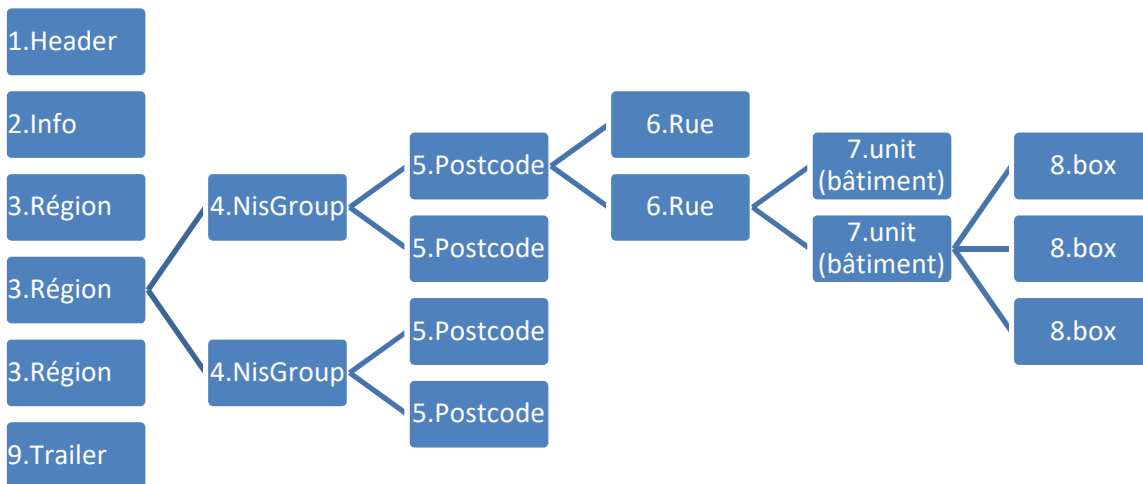 1.Header
2.Info
3.Région
3.Région
3.Région
9.Trailer
4.NisGroup
4.NisGroup
5.Postcode
5.Postcode
5.Postcode
5.Postcode
6.Rue
6.Rue
7.unit
(bâtiment)
7.unit
(bâtiment)
8.box
8.box
8.box